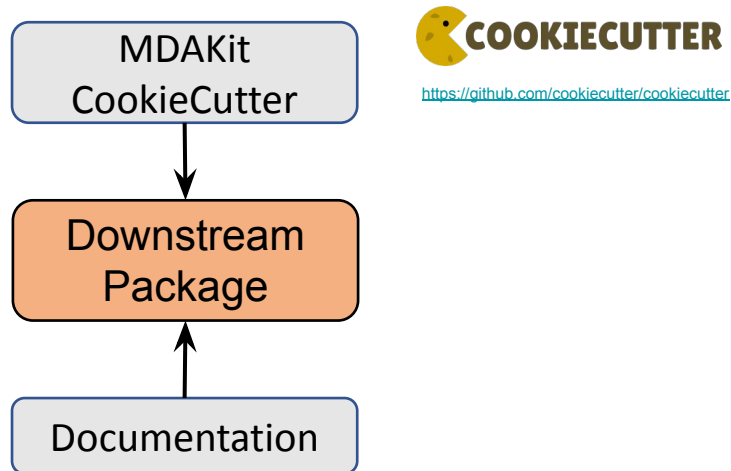 MDAKit
CookieCutter
COOKIECUTTER
https://github.com/cookiecutter/cookiecutter
Downstream
Package
Documentation